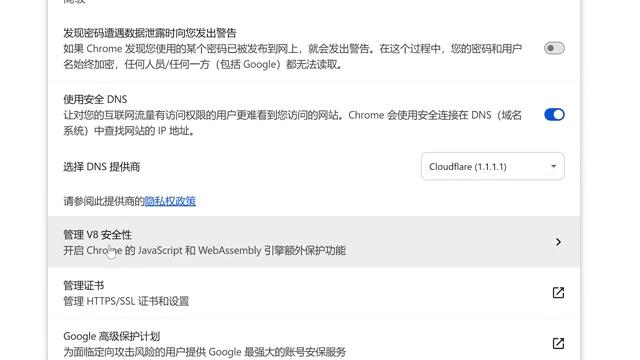 发现密码遭遇数据泄露时向您发出警告
如果 Chrome 发现您使用的某个密码已被发布到网上，就会发出警告。在这个过程中，您的密码和用户
名始终加密，任何人员/任何一方（包括 Google）都无法读取。
使用安全 DNS
让对您的互联网流量有访问权限的用户更难看到您访问的网站。Chrome 会使用安全连接在 DNS（域名
系统）中查找网站的 IP 地址。
选择 DNS 提供商
Cloudflare (1.1.1.1)
请参阅此提供商的隐私权政策
管理 V8 安全性
开启 Chrome 的 JavaScript 和 WebAssembly 引擎额外保护功能
管理证书
管理 HTTPS/SSL 证书和设置
Google 高级保护计划
为面临定向攻击风险的用户提供 Google 最强大的账号安保服务